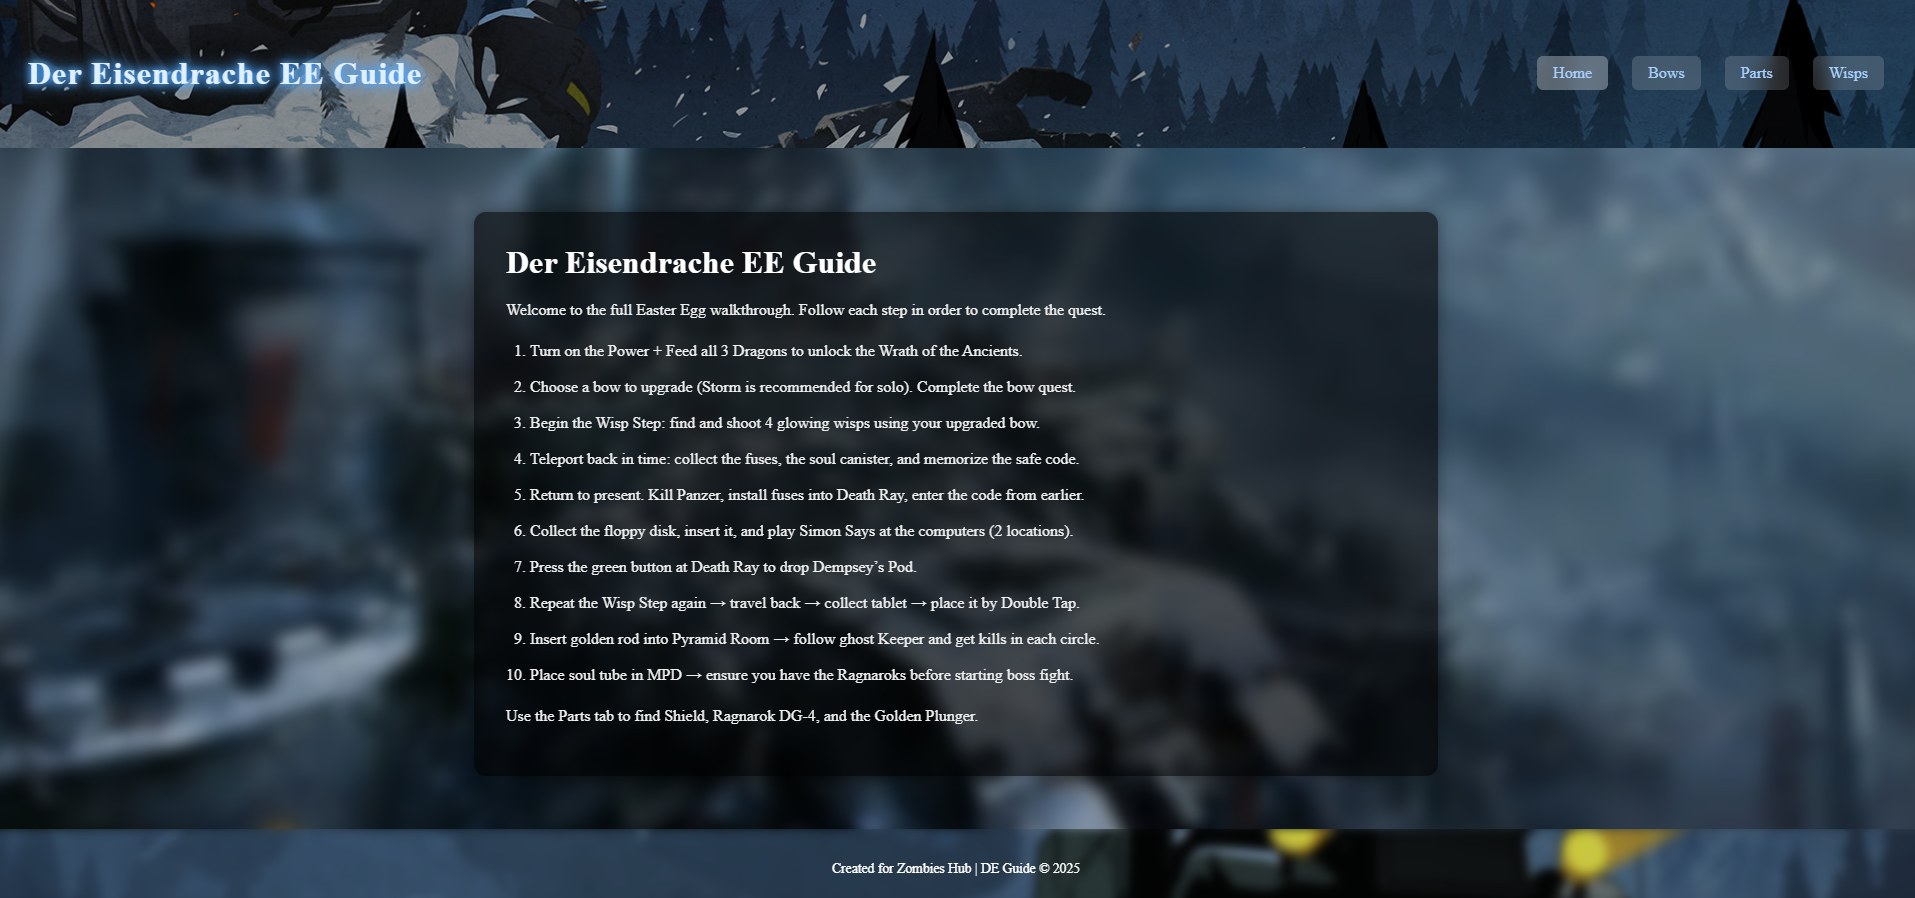 Der Eisendrache EE Guide
Home
Bows
Parts
Wisps
Der Eisendrache EE Guide
Welcome to the full Easter Egg walkthrough. Follow each step in order to complete the quest.
1. Turn on the Power + Feed all 3 Dragons to unlock the Wrath of the Ancients.
2. Choose a bow to upgrade (Storm is recommended for solo). Complete the bow quest.
3. Begin the Wisp Step: find and shoot 4 glowing wisps using your upgraded bow.
4. Teleport back in time: collect the fuses, the soul canister, and memorize the safe code.
5. Return to present. Kill Panzer, install fuses into Death Ray, enter the code from earlier.
6. Collect the floppy disk, insert it, and play Simon Says at the computers (2 locations).
7. Press the green button at Death Ray to drop Dempsey’s Pod.
8. Repeat the Wisp Step again → travel back → collect tablet → place it by Double Tap.
9. Insert golden rod into Pyramid Room → follow ghost Keeper and get kills in each circle.
10. Place soul tube in MPD → ensure you have the Ragnaroks before starting boss fight.
Use the Parts tab to find Shield, Ragnarok DG-4, and the Golden Plunger.
Created for Zombies Hub | DE Guide © 2025